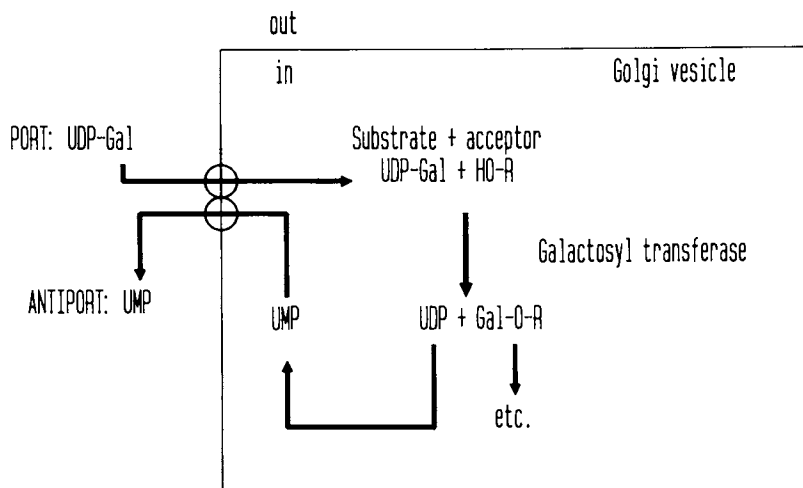 out
in
Golgi vesicle
PORT: UDP-Gal
Substrate + acceptor
UDP-Gal + HO-R
Galactosyl transferase
ANTIPORT: UMP
UMP
UDP + Gal-O-R
etc.